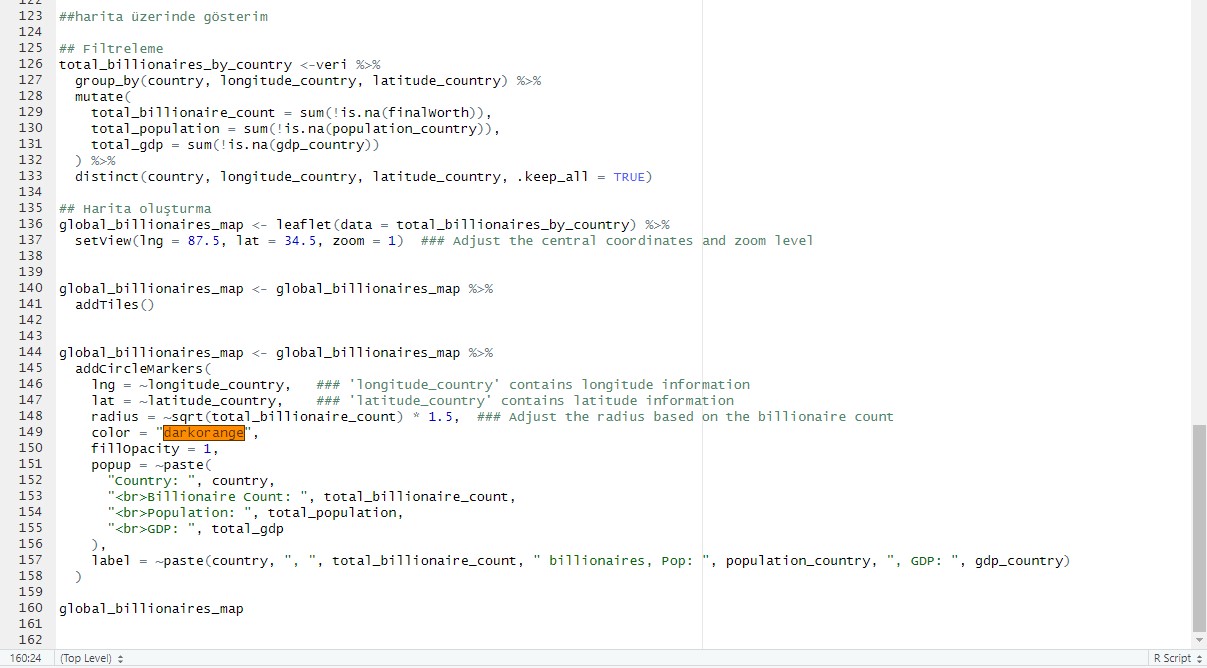 123 ##harita üzerinde gösterim
124
125 ## Filtreleme
126 total_billionaires_by_country <-veri %>%
127   group_by(country, longitude_country, latitude_country) %>%
128   mutate(
129     total_billionaire_count = sum(!is.na(finalWorth)),
130     total_population = sum(!is.na(population_country)),
131     total_gdp = sum(!is.na(gdp_country))
132   ) %>%
133   distinct(country, longitude_country, latitude_country, .keep_all = TRUE)
134
135 ## Harita oluşturma
136 global_billionaires_map <- leaflet(data = total_billionaires_by_country) %>%
137   setView(lng = 87.5, lat = 34.5, zoom = 1)  ### Adjust the central coordinates and zoom level
138
139
140 global_billionaires_map <- global_billionaires_map %>%
141   addTiles()
142
143
144 global_billionaires_map <- global_billionaires_map %>%
145   addCircleMarkers(
146     lng = ~longitude_country,   ### 'longitude_country' contains longitude information
147     lat = ~latitude_country,    ### 'latitude_country' contains latitude information
148     radius = ~sqrt(total_billionaire_count) * 1.5,  ### Adjust the radius based on the billionaire count
149     color = "darkorange",
150     fillOpacity = 1,
151     popup = ~paste(
152       "Country: ", country,
153       "<br>Billionaire Count: ", total_billionaire_count,
154       "<br>Population: ", total_population,
155       "<br>GDP: ", total_gdp
156     ),
157     label = ~paste(country, ", ", total_billionaire_count, " billionaires, Pop: ", population_country, ", GDP: ", gdp_country)
158   )
159
160 global_billionaires_map
161
162
160:24 (Top Level) R Script